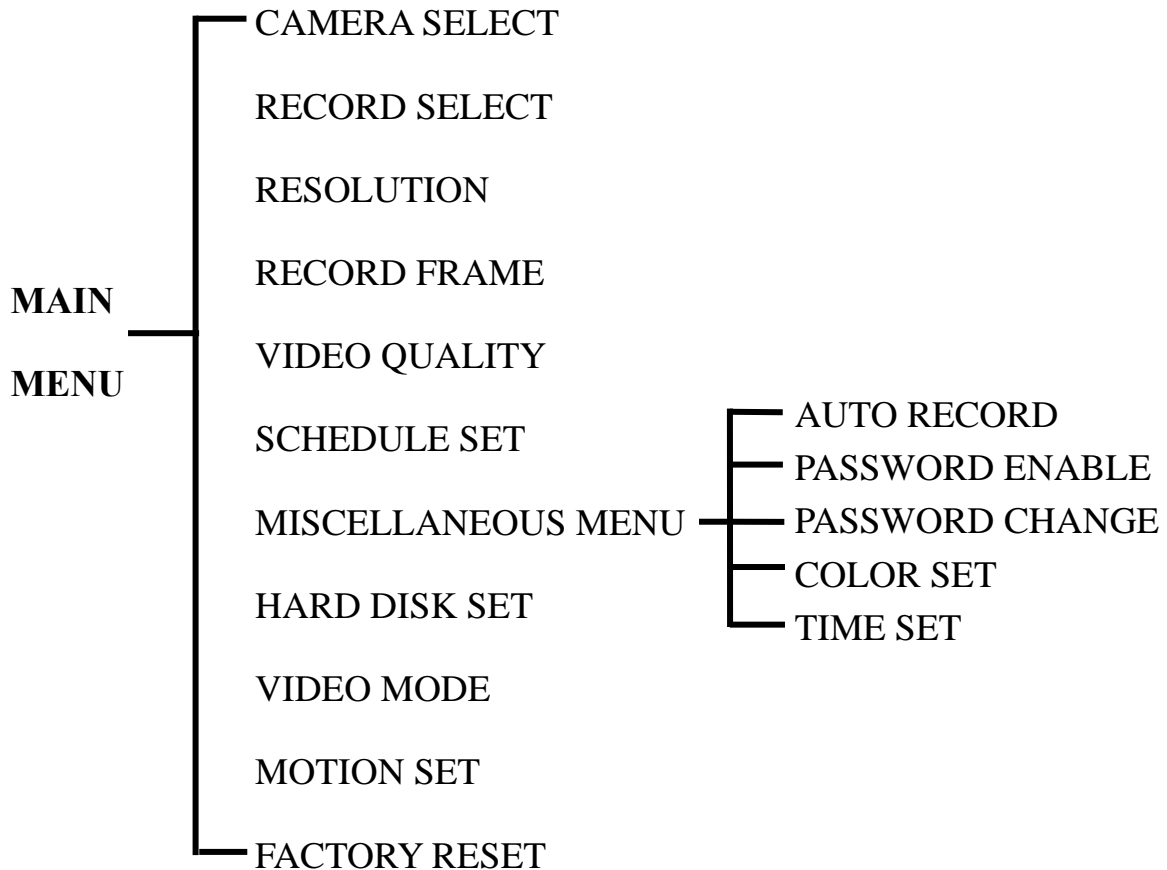 MAIN
MENU
CAMERA SELECT
RECORD SELECT
RESOLUTION
RECORD FRAME
VIDEO QUALITY
SCHEDULE SET
MISCELLANEOUS MENU
AUTO RECORD
PASSWORD ENABLE
PASSWORD CHANGE
COLOR SET
TIME SET
HARD DISK SET
VIDEO MODE
MOTION SET
FACTORY RESET